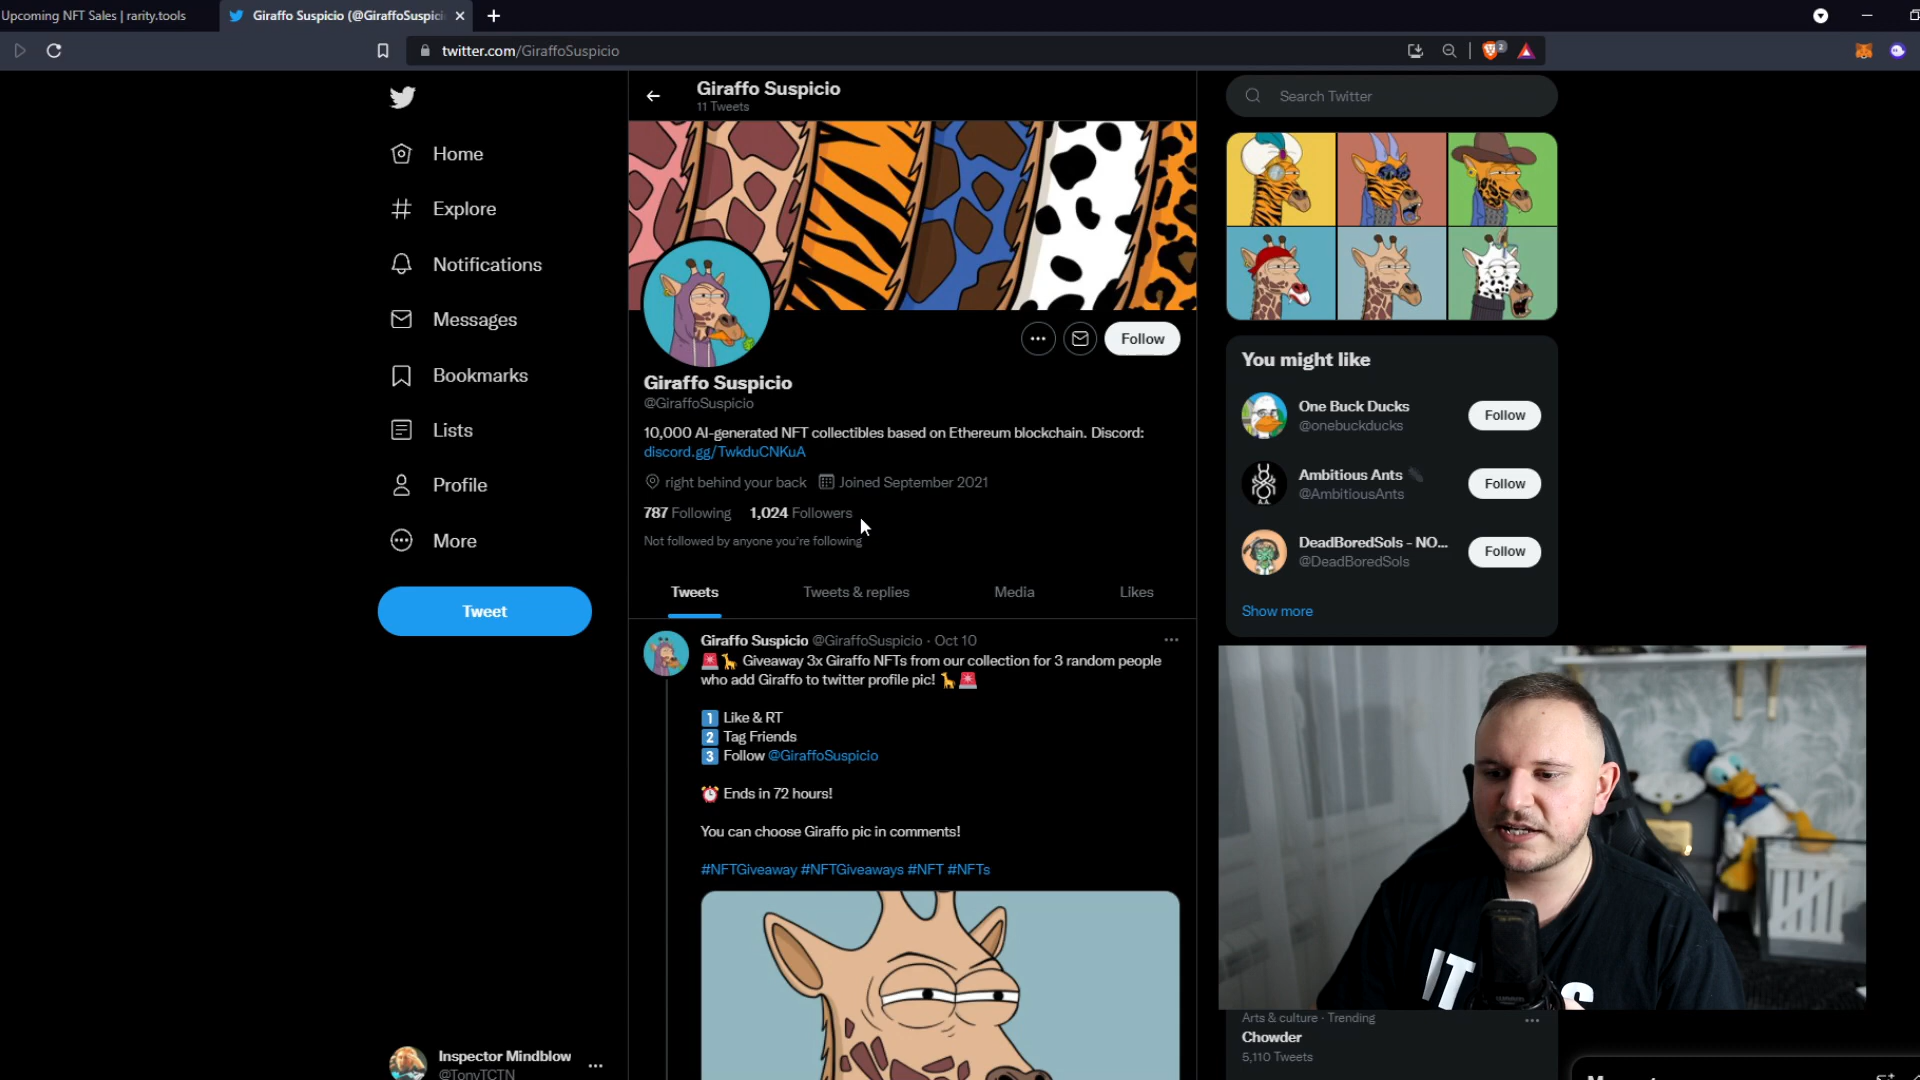 Upcoming NFT Sales | rarity.tools
Giraffo Suspicio (@GiraffoSuspici
twitter.com/GiraffoSuspicio
2
Giraffo Suspicio
11 Tweets
Search Twitter
Home
Explore
Notifications
Messages
Bookmarks
Lists
Profile
More
Tweet
Follow
Giraffo Suspicio
@GiraffoSuspicio
10,000 AI-generated NFT collectibles based on Ethereum blockchain. Discord:
discord.gg/TwkduCNKuA
right behind your back Joined September 2021
787 Following 1,024 Followers
Not followed by anyone you're following
Tweets Tweets & replies Media Likes
Giraffo Suspicio @GiraffoSuspicio · Oct 10
🚨🦒 Giveaway 3x Giraffo NFTs from our collection for 3 random people
who add Giraffo to twitter profile pic! 🦒🚨
1 Like & RT
2 Tag Friends
3 Follow @GiraffoSuspicio
⏰ Ends in 72 hours!
You can choose Giraffo pic in comments!
#NFTGiveaway #NFTGiveaways #NFT #NFTs
You might like
One Buck Ducks
@onebuckducks
Follow
Ambitious Ants
@AmbitiousAnts
Follow
DeadBoredSols - NO...
@DeadBoredSols
Follow
Show more
Arts & culture · Trending
Chowder
5,110 Tweets
Inspector Mindblow
@TonyTCTN